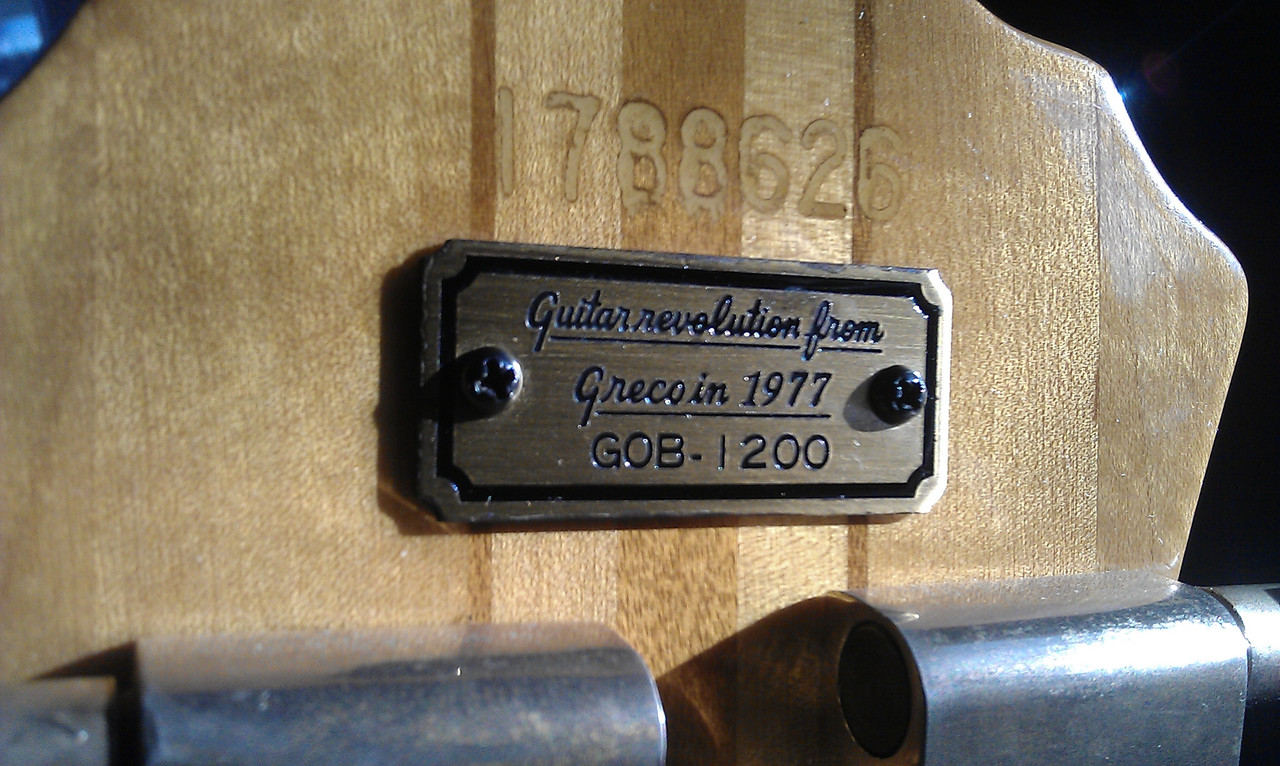 1788626
Guitar revolution from
Greco in 1977
GOB-1200